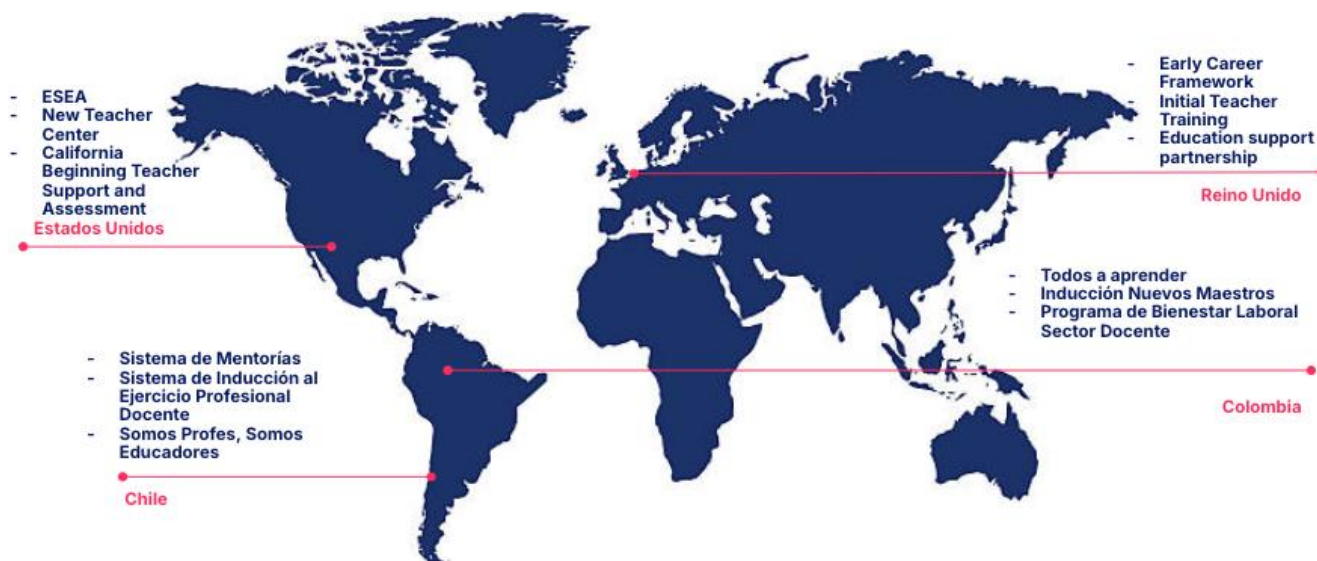 - ESEA
- New Teacher
Center
- California
Beginning Teacher
Support and
Assessment
Estados Unidos
- Early Career
Framework
- Initial Teacher
Training
- Education support
partnership
Reino Unido
- Todos a aprender
- Inducción Nuevos Maestros
- Programa de Bienestar Laboral
Sector Docente
Colombia
- Sistema de Mentorías
- Sistema de Inducción al
Ejercicio Profesional
Docente
- Somos Profes, Somos
Educadores
Chile